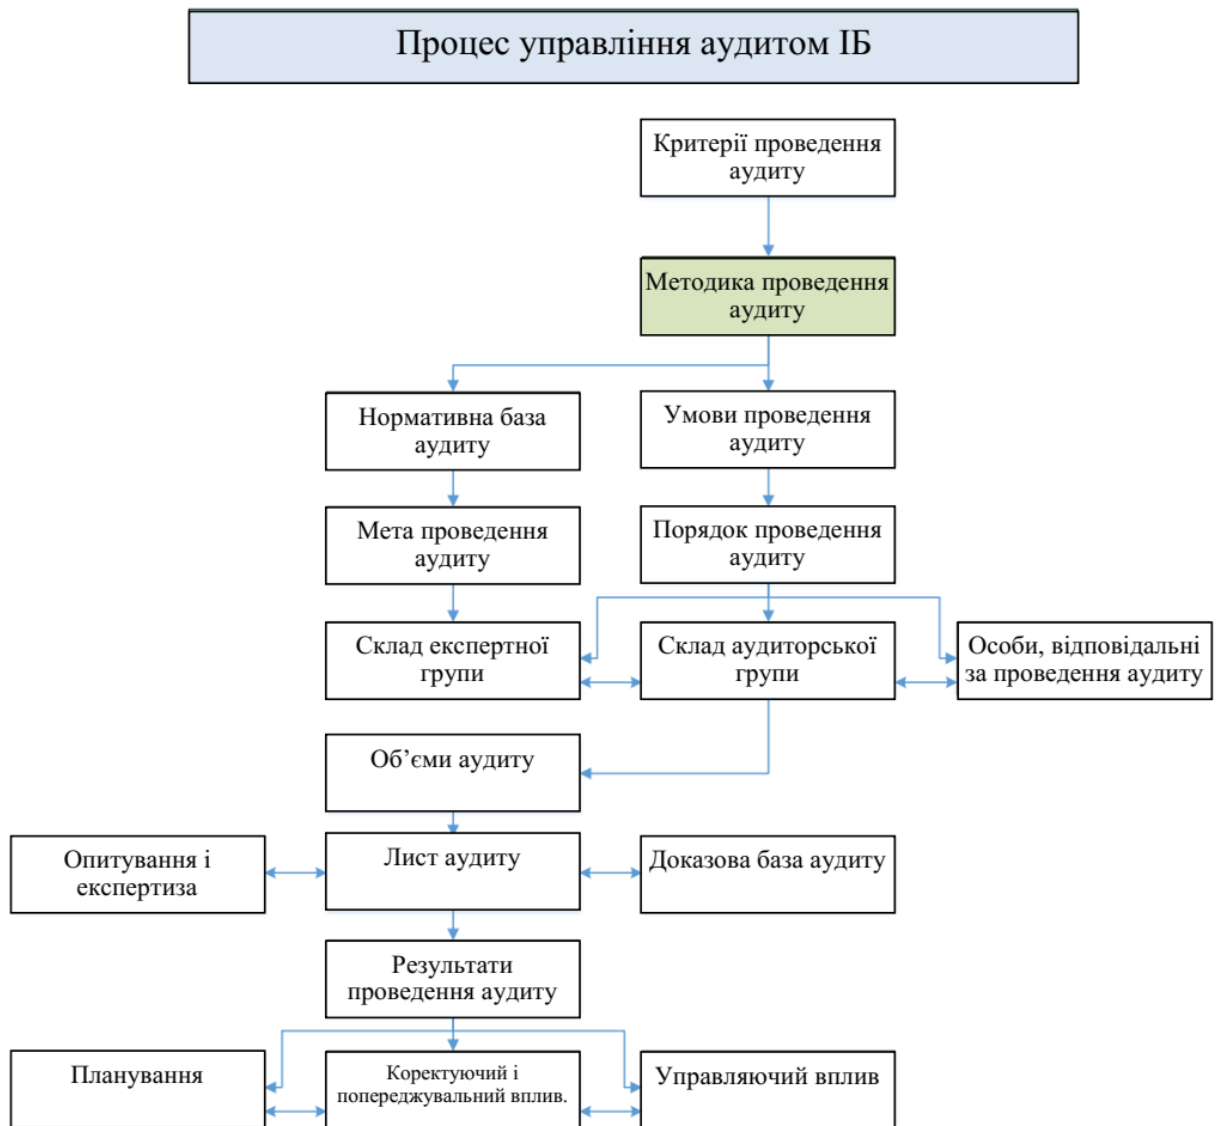 Процес управління аудитом ІБ
Критерії проведення
аудиту
Методика проведення
аудиту
Нормативна база
аудиту
Умови проведення
аудиту
Мета проведення
аудиту
Порядок проведення
аудиту
Склад експертної
групи
Склад аудиторської
групи
Особи, відповідальні
за проведення аудиту
Об’єми аудиту
Опитування і
експертиза
Лист аудиту
Доказова база аудиту
Результати
проведення аудиту
Планування
Коректуючий і
попереджувальний вплив.
Управляючий вплив